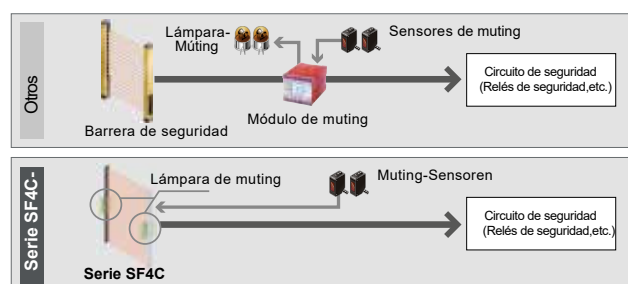 Otros
Lámpara-
Múting
Sensores de muting
Barrera de seguridad
Módulo de muting
Circuito de seguridad
(Relés de seguridad,etc.)
Serie SF4C-
Lámpara de muting
Muting-Sensoren
Serie SF4C
Circuito de seguridad
(Relés de seguridad,etc.)